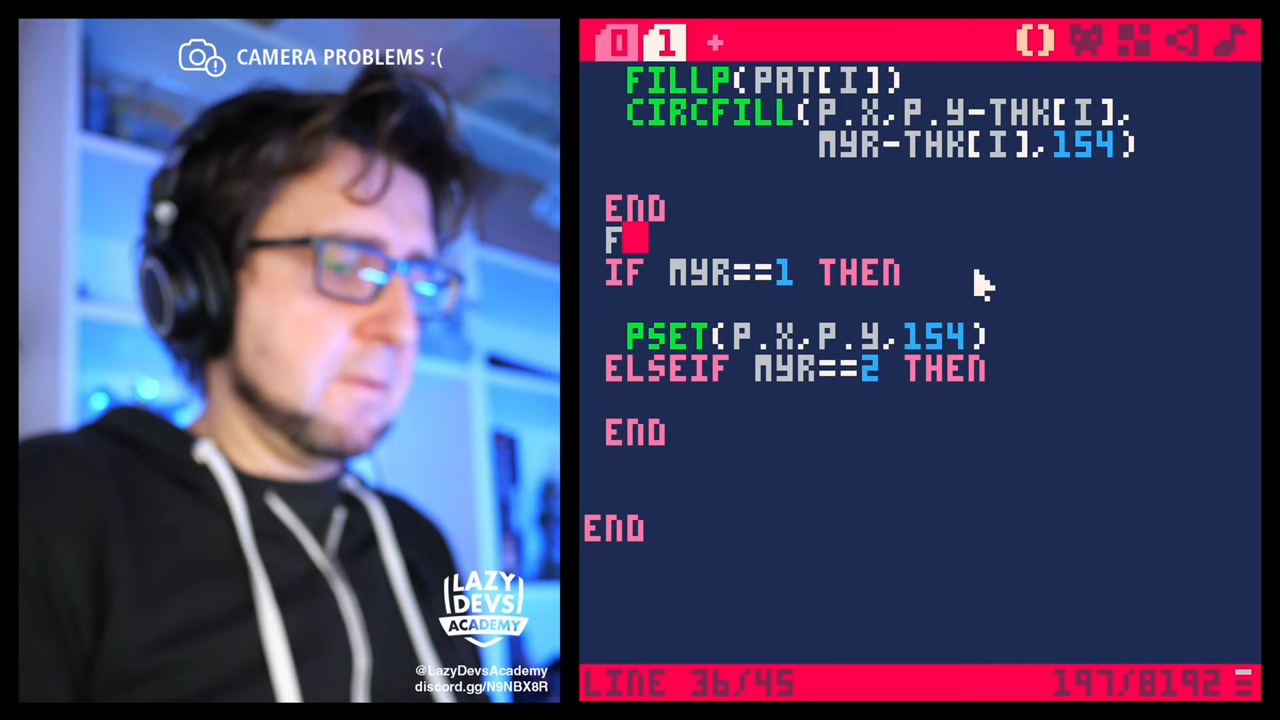 CAMERA PROBLEMS :(
LAZY
DEVS
ACADEMY
@LazyDevsAcademy
discord.gg/N9NBX8R
0 1 +
FILLP(PAT[I])
CIRCFILL(P.X,P.Y-THK[I],
MYR-THK[I],154)
END
F
IF MYR==1 THEN
PSET(P.X,P.Y,154)
ELSEIF MYR==2 THEN
END
END
LINE 36/45
197/8192